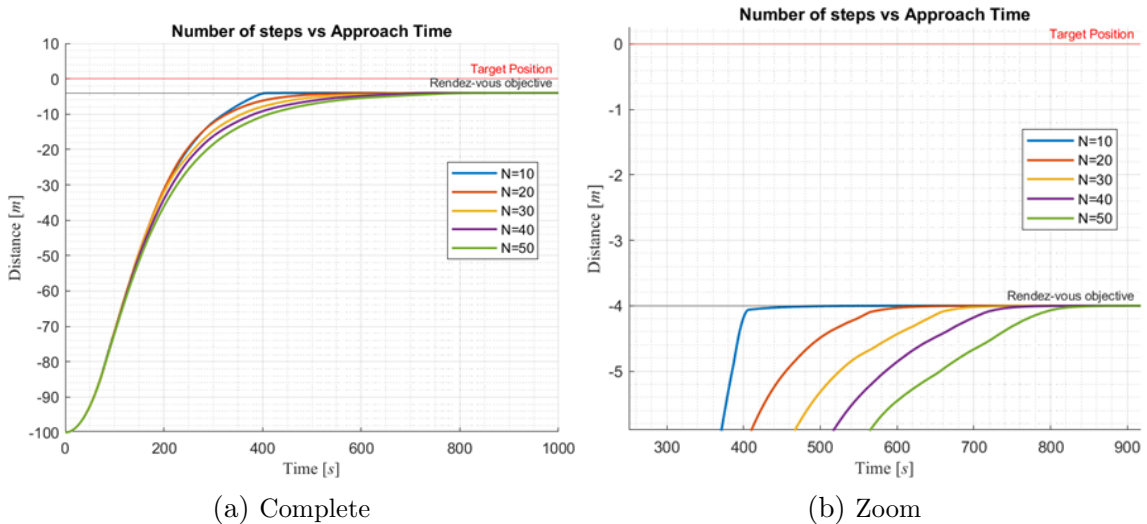 Number of steps vs Approach Time
10
0
-10
-20
-30
-40
-50
-60
-70
-80
-90
-100
Distance [m]
Target Position
Rendez-vous objective
N=10
N=20
N=30
N=40
N=50
0 200 400 600 800 1000
Time [s]
(a) Complete
Number of steps vs Approach Time
0
-1
-2
-3
-4
-5
Distance [m]
Target Position
N=10
N=20
N=30
N=40
N=50
Rendez-vous objective
300 400 500 600 700 800 900
Time [s]
(b) Zoom